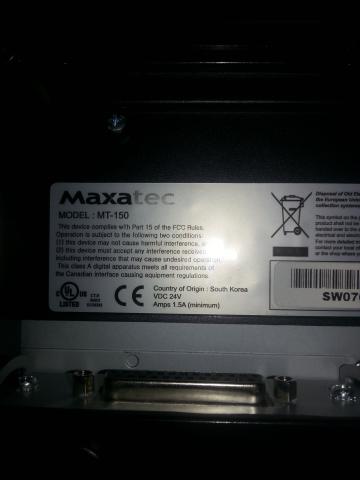 Maxatec
MODEL : MT-150
This device complies with Part 15 of the FCC Rules.
Operation is subject to the following two conditions:
(1) this device may not cause harmful interference, and
(2) this device must accept any interference received,
including interference that may cause undesired operation.
This class A digital apparatus meets all requirements of
the Canadian interface causing equipment regulations.
c UL US
LISTED
I.T.E.
CE
Country of Origin : South Korea
VDC 24V
Amps 1.5A (minimum)
Disposal of Old
the European
collection systems
This symbol on the
product shall not be
handed over to the
electrical and
For more detailed
contact
or the shop where
SW07